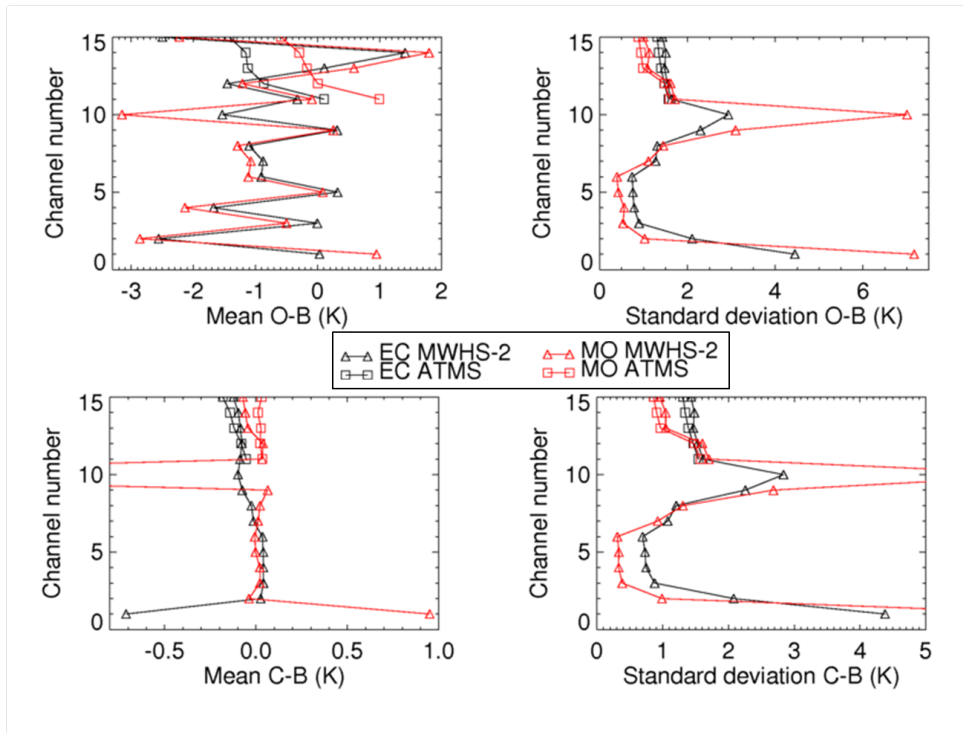 15
10
5
0
Channel number
-3 -2 -1 0 1 2
Mean O-B (K)
15
10
5
0
Channel number
0 2 4 6
Standard deviation O-B (K)
EC MWHS-2 MO MWHS-2
EC ATMS MO ATMS
15
10
5
0
Channel number
-0.5 0.0 0.5 1.0
Mean C-B (K)
15
10
5
0
Channel number
0 1 2 3 4 5
Standard deviation C-B (K)